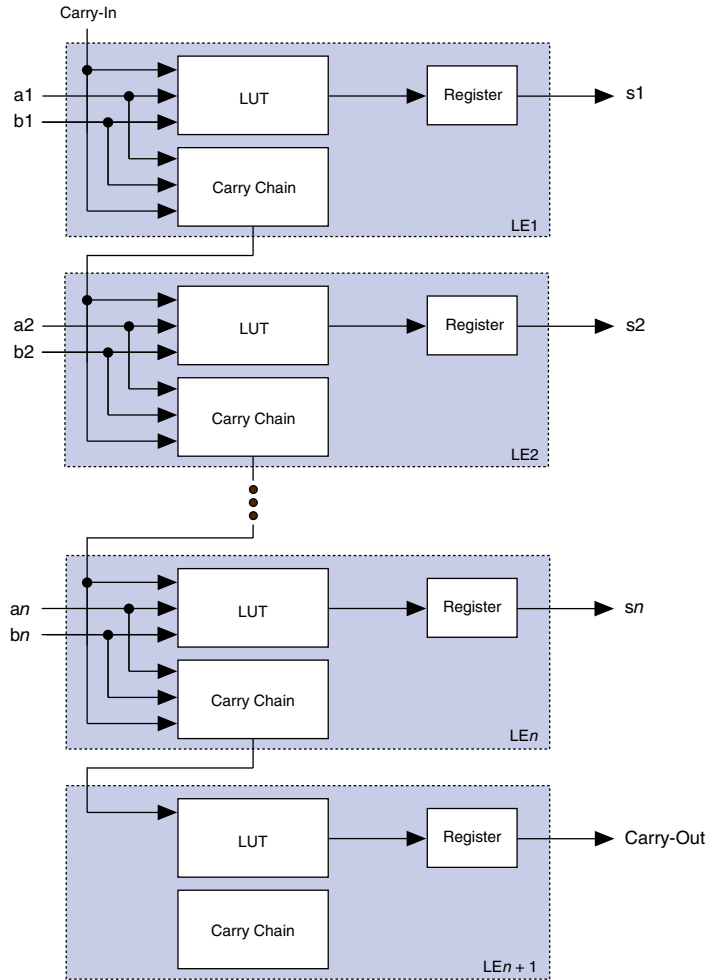 Carry-In
a1
b1
LUT
Register
s1
Carry Chain
LE1
a2
b2
LUT
Register
s2
Carry Chain
LE2
an
bn
LUT
Register
sn
Carry Chain
LEn
LUT
Register
Carry-Out
Carry Chain
LEn + 1